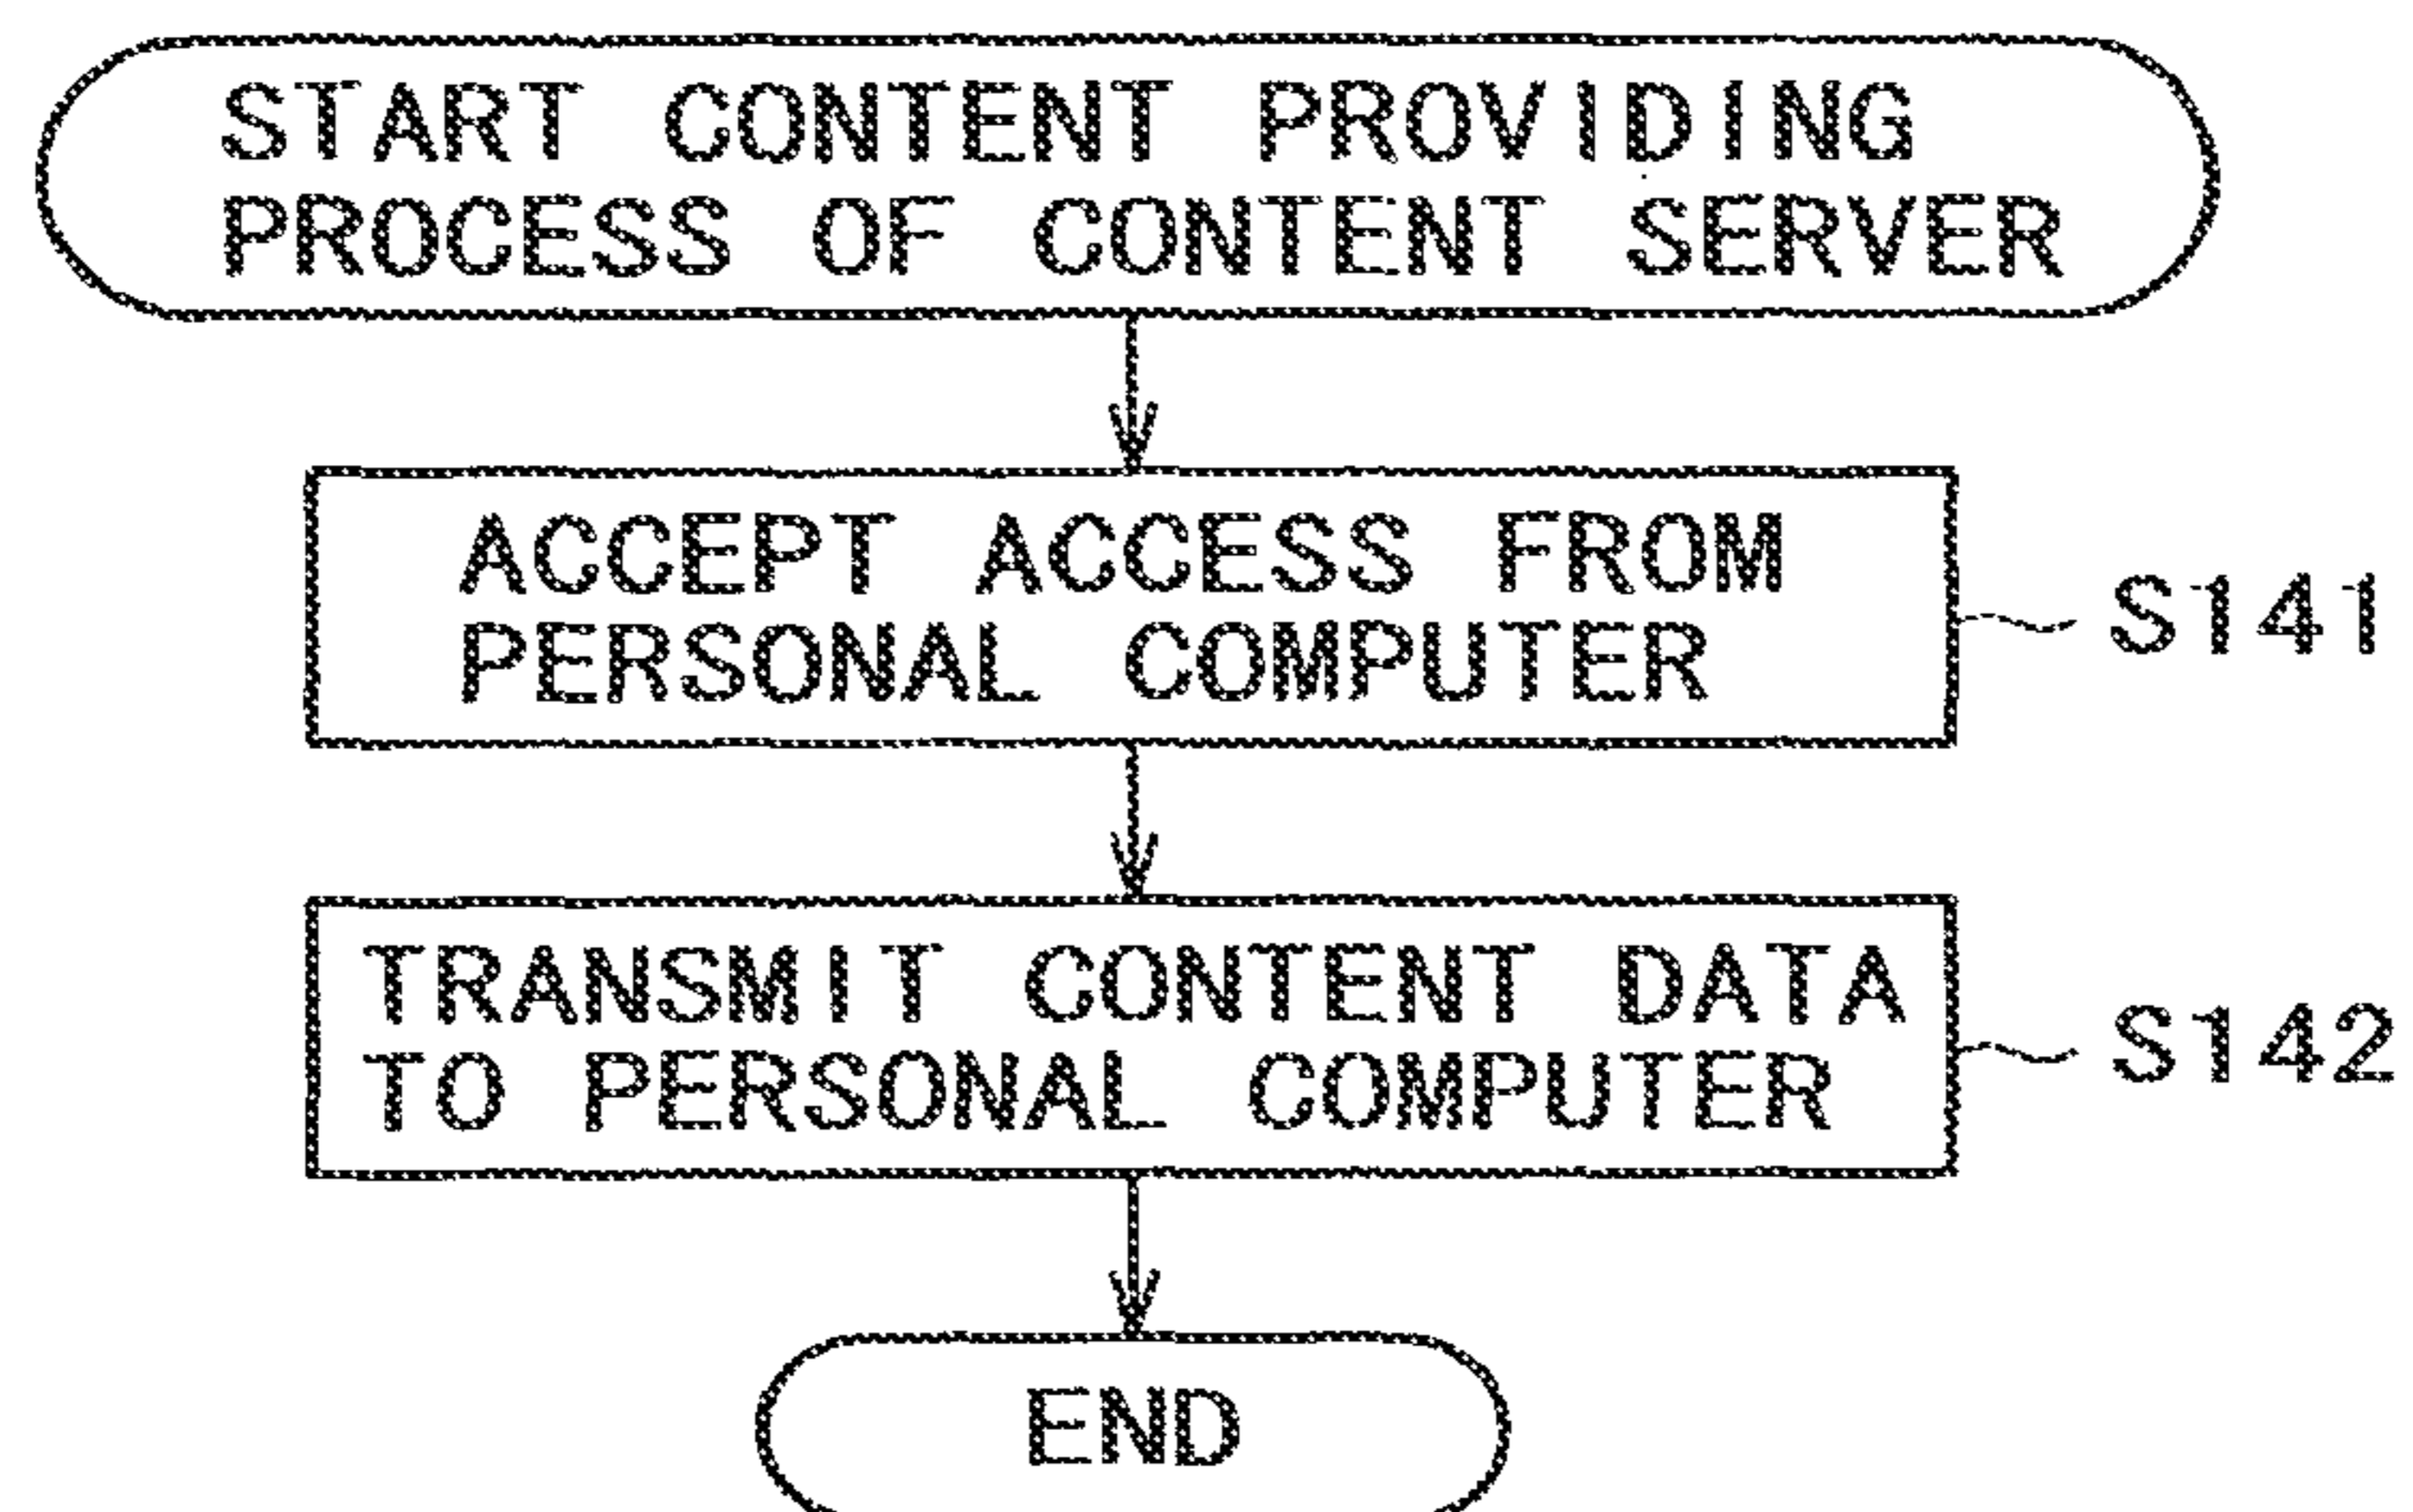 START CONTENT PROVIDING
PROCESS OF CONTENT SERVER
ACCEPT ACCESS FROM
PERSONAL COMPUTER
S141
TRANSMIT CONTENT DATA
TO PERSONAL COMPUTER
S142
END